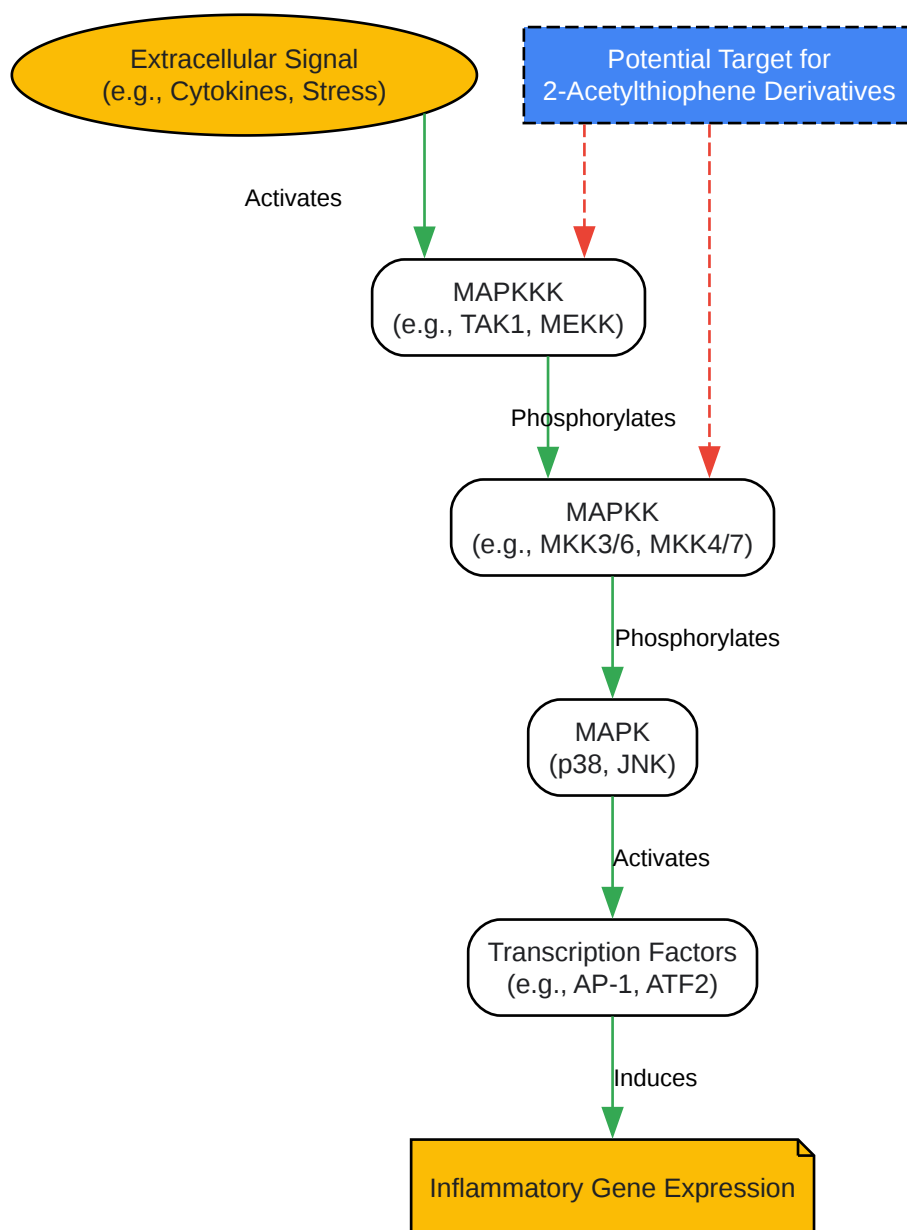 Extracellular Signal
(e.g., Cytokines, Stress)
Potential Target for
2-Acetylthiophene Derivatives
Activates
MAPKKK
(e.g., TAK1, MEKK)
Phosphorylates
MAPKK
(e.g., MKK3/6, MKK4/7)
Phosphorylates
MAPK
(p38, JNK)
Activates
Transcription Factors
(e.g., AP-1, ATF2)
Induces
Inflammatory Gene Expression